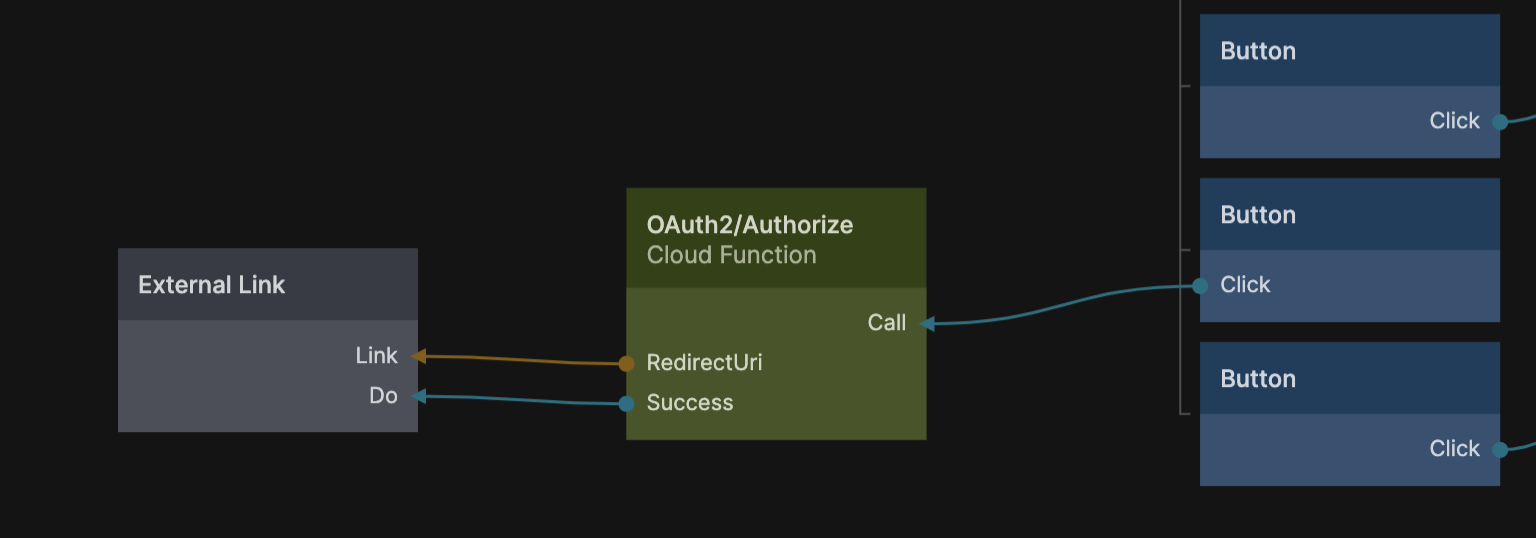 Button
Click
Button
Click
Button
Click
OAuth2/Authorize
Cloud Function
Call
RedirectUri
Success
External Link
Link
Do